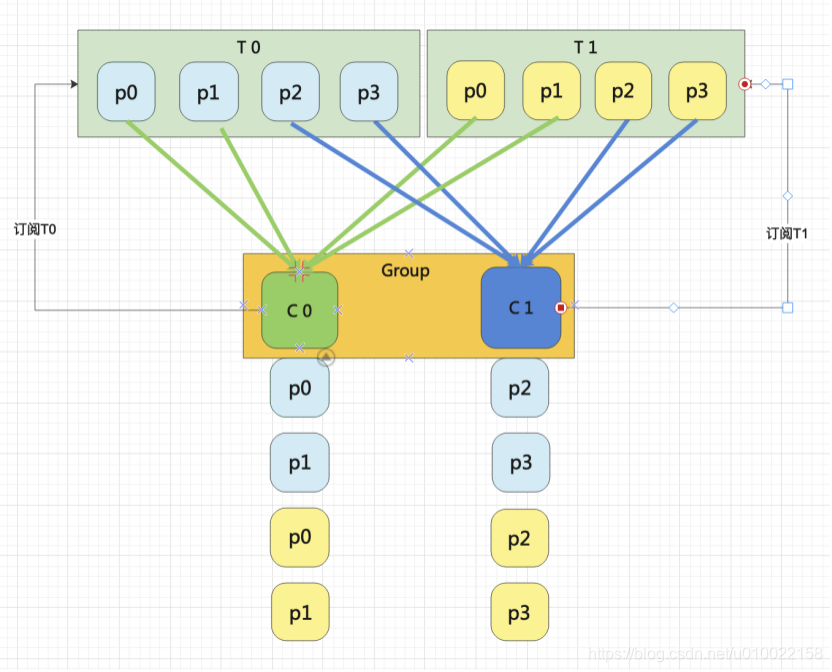 T 0
T 1
p0
p1
p2
p3
p0
p1
p2
p3
订阅T0
订阅T1
Group
C 0
C 1
p0
p2
p1
p3
p0
p2
p1
p3
https://blog.csdn.net/u010022158